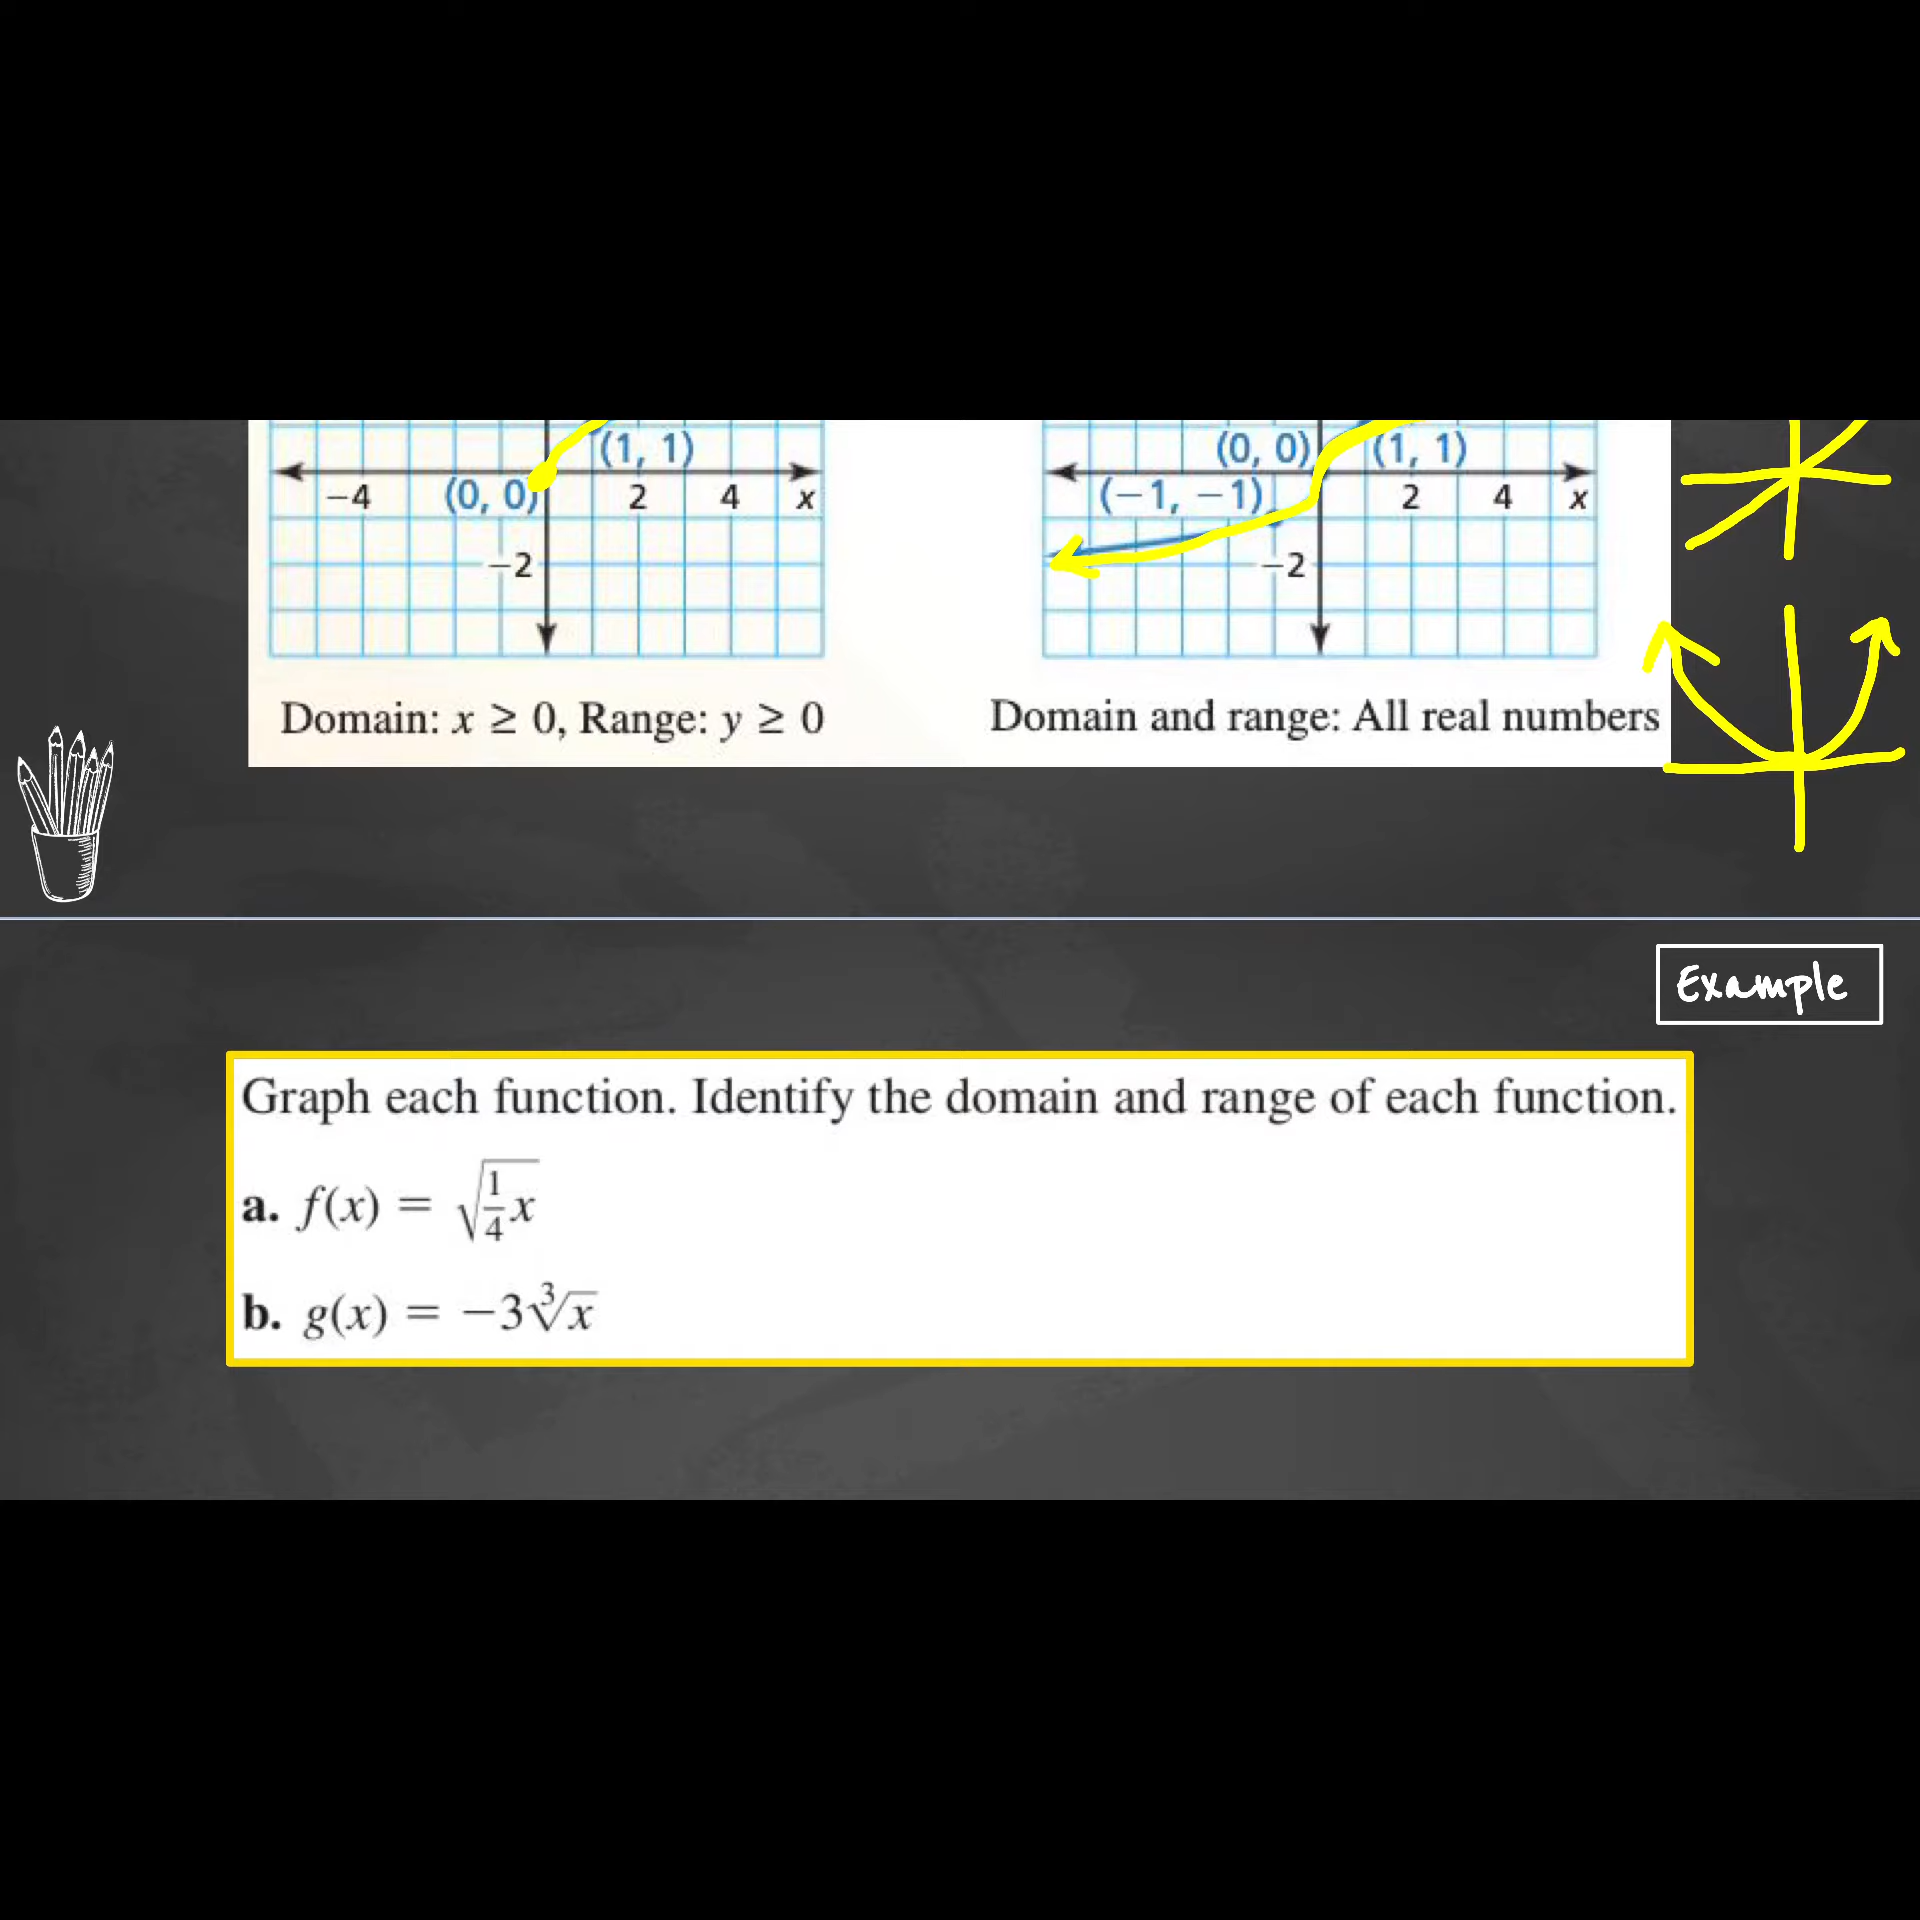 (1, 1)
−4 (0, 0) 2 4 x
−2
Domain: x ≥ 0, Range: y ≥ 0
(0, 0) (1, 1)
(−1, −1) 2 4 x
−2
Domain and range: All real numbers
Example
Graph each function. Identify the domain and range of each function.
a. f(x) = √(1/4 x)
b. g(x) = −3∛x